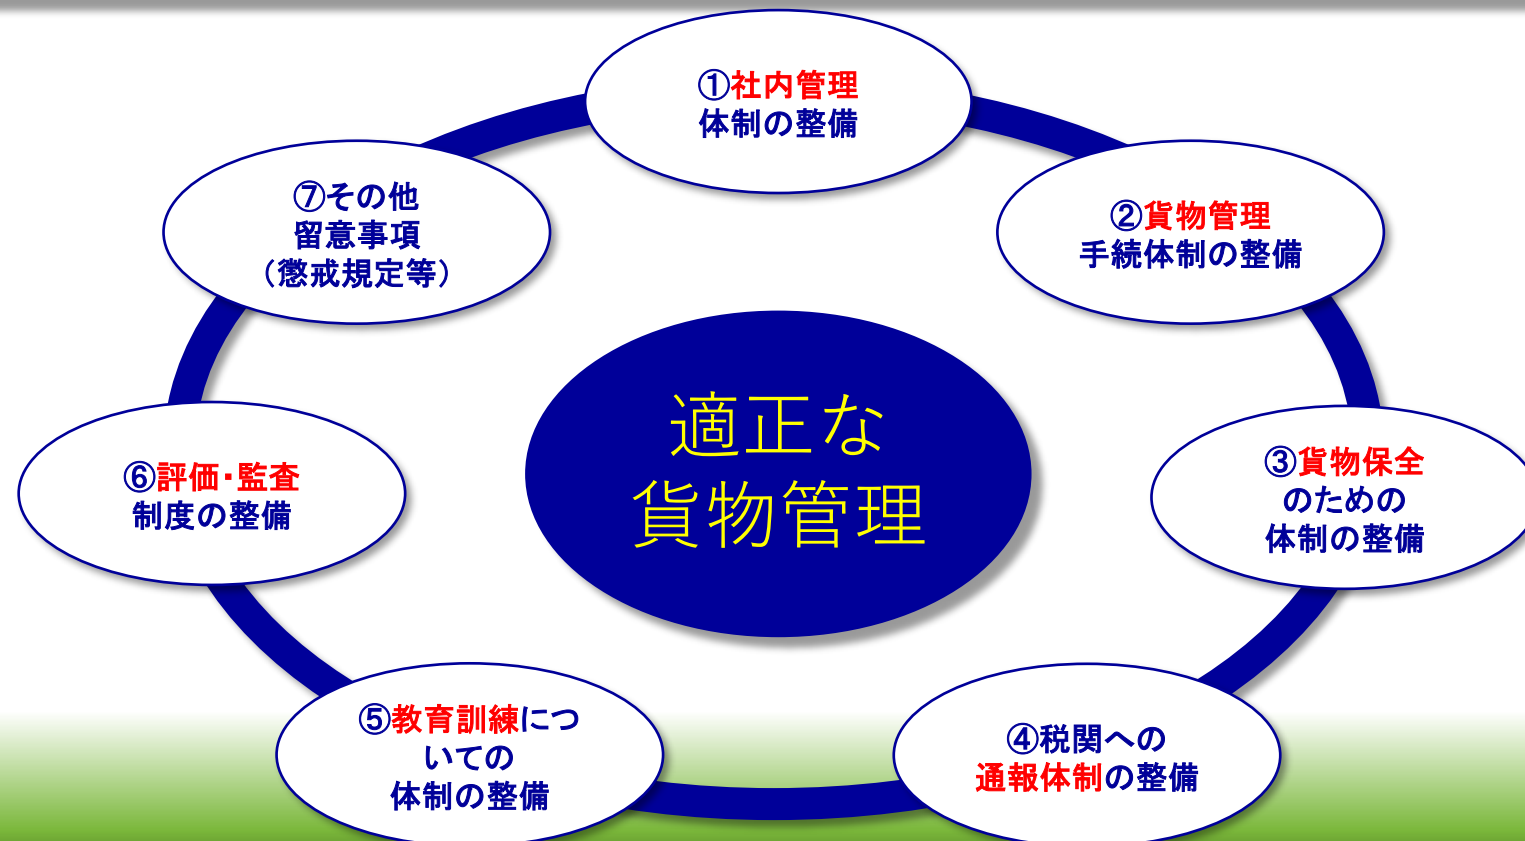 ①社内管理
体制の整備
②貨物管理
手続体制の整備
③貨物保全
のための
体制の整備
④税関への
通報体制の整備
⑤教育訓練につ
いての
体制の整備
⑥評価・監査
制度の整備
⑦その他
留意事項
（懲戒規定等）
適正な
貨物管理